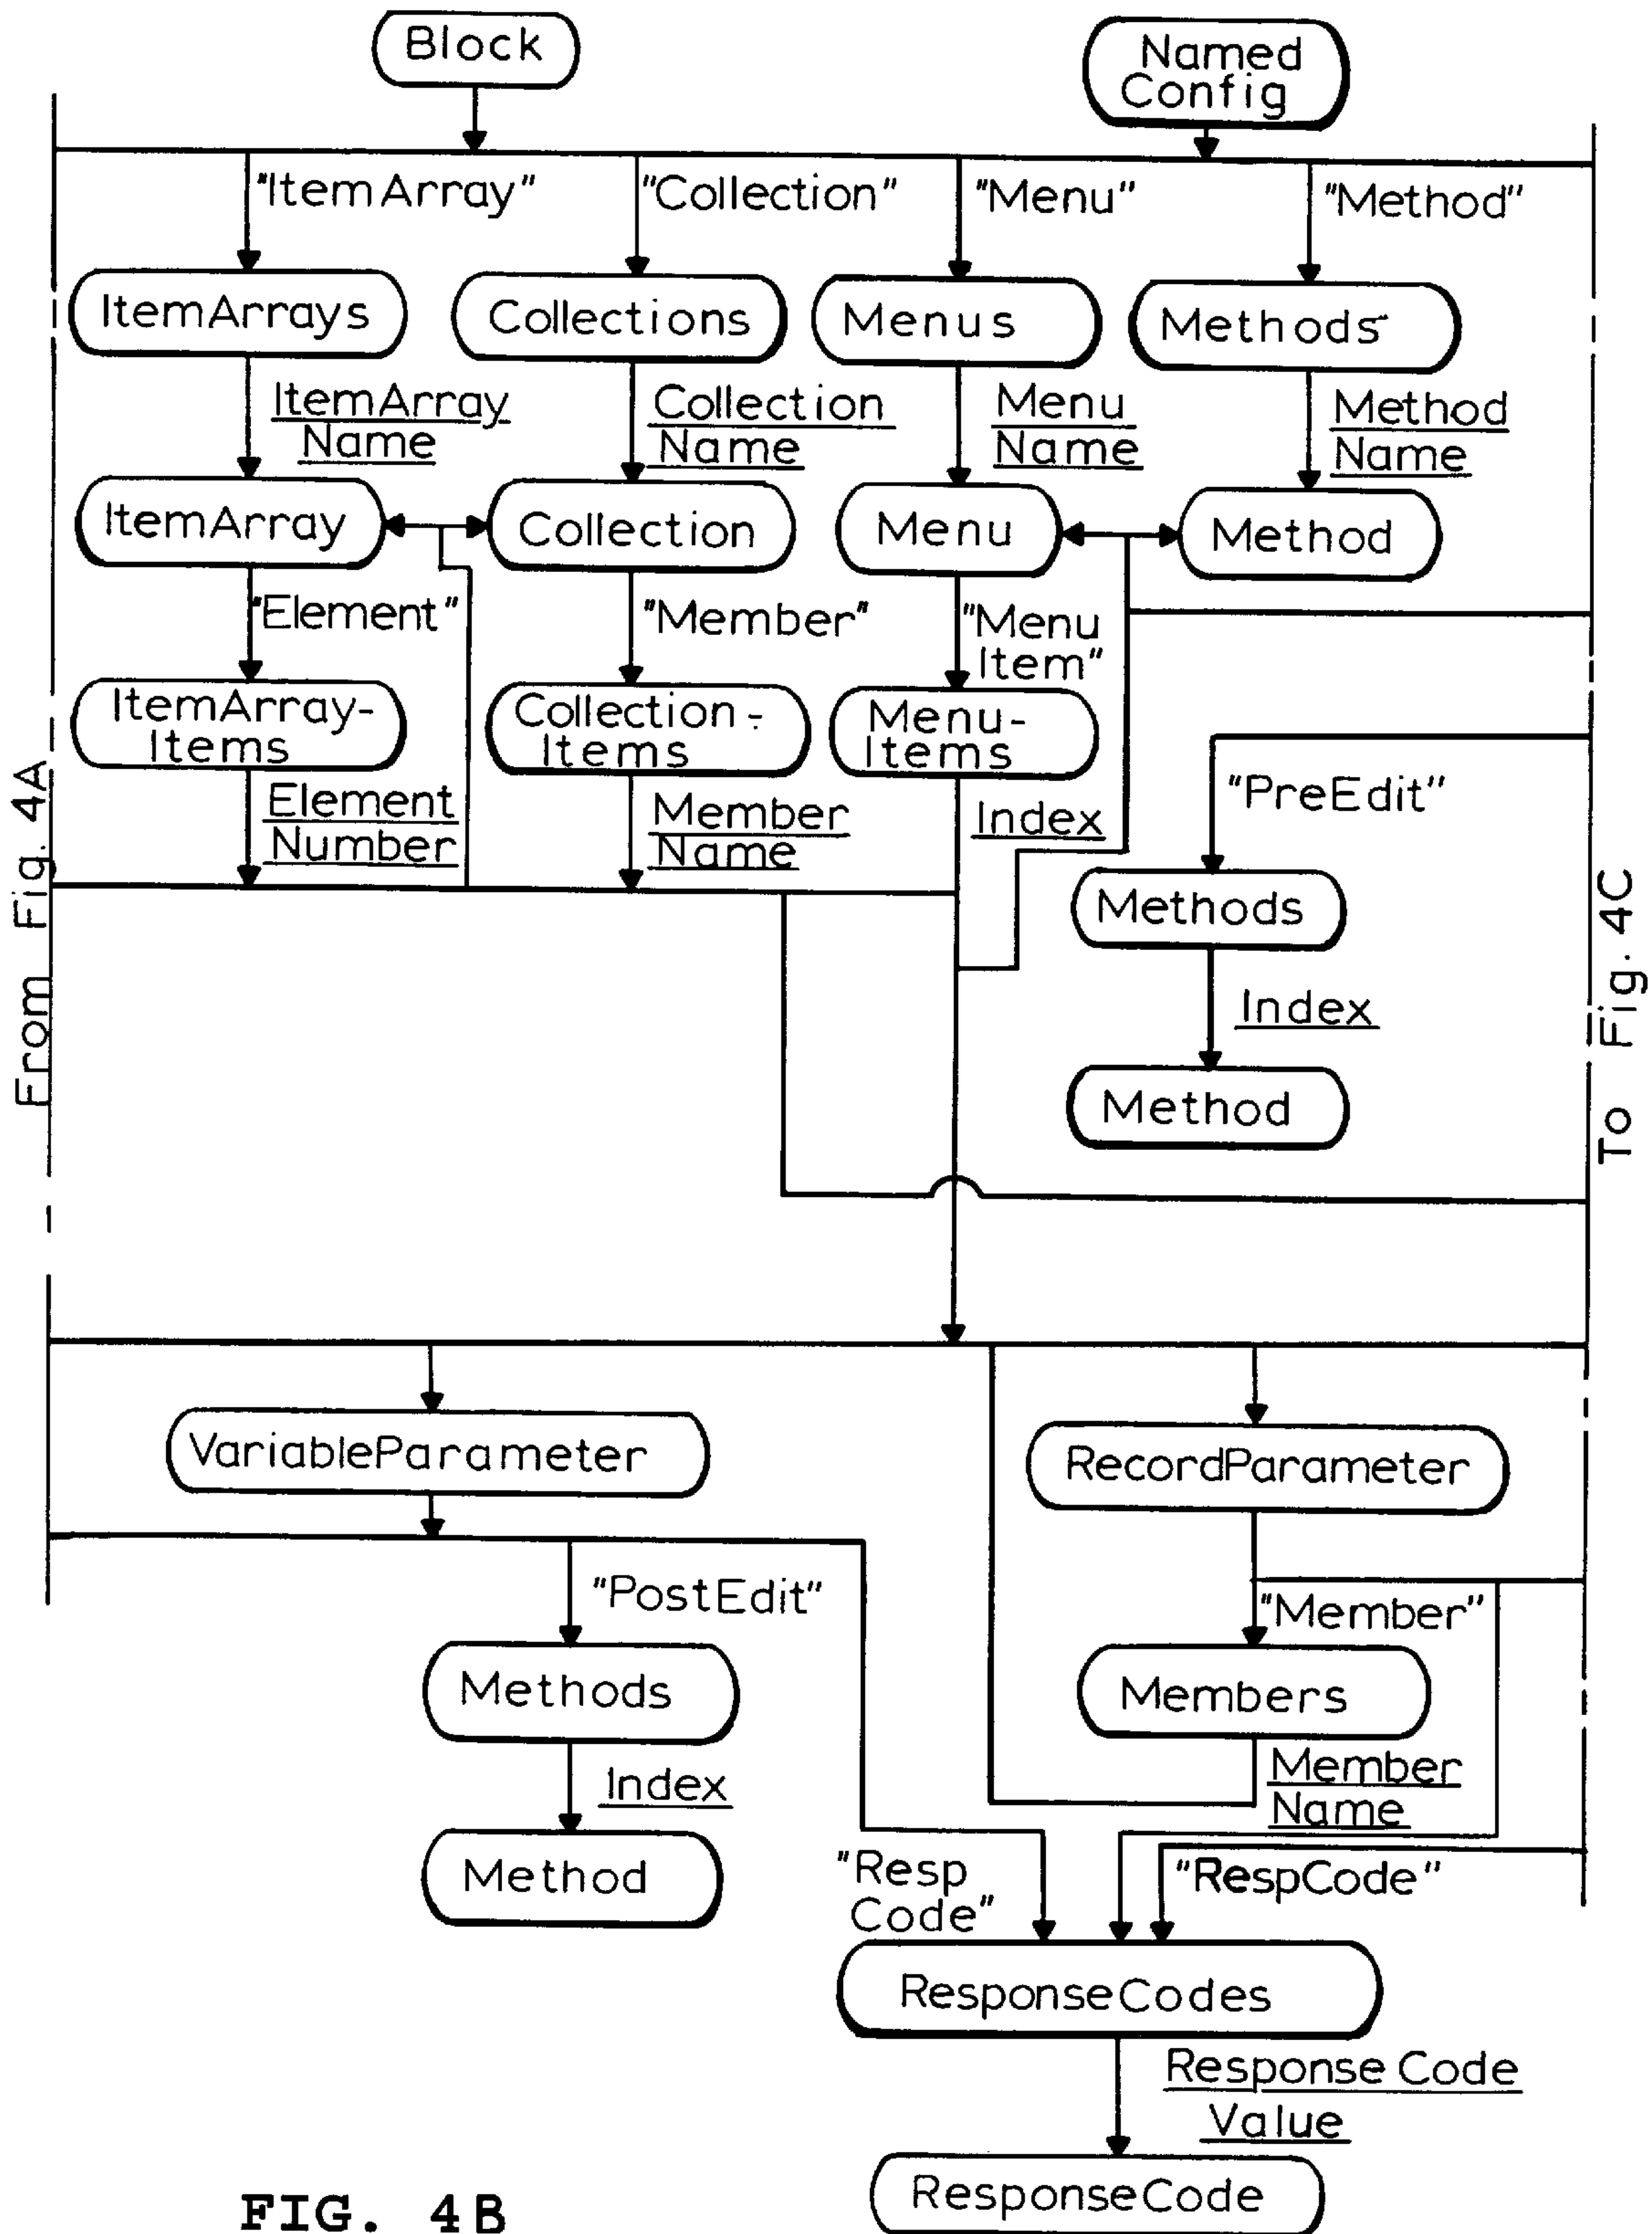 Block
Named
Config
"ItemArray"
"Collection"
"Menu"
"Method"
ItemArrays
Collections
Menus
Methods
ItemArray
Name
Collection
Name
Menu
Name
Method
Name
ItemArray
Collection
Menu
Method
"Element"
"Member"
"Menu
Item"
ItemArray-
Items
Collection-
Items
Menu-
Items
"PreEdit"
Element
Number
Member
Name
Index
Methods
Index
Method
From Fig. 4A
To Fig. 4C
VariableParameter
RecordParameter
"PostEdit"
"Member"
Methods
Members
Index
Member
Name
Method
"Resp
Code"
"RespCode"
ResponseCodes
Response Code
Value
ResponseCode
FIG. 4B